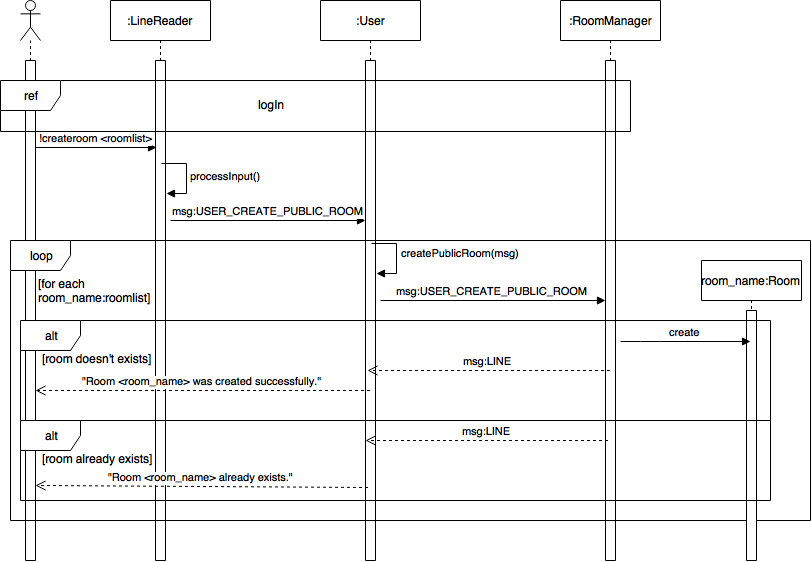 :LineReader
:User
:RoomManager
ref
logIn
!createroom <roomlist>
processInput()
msg:USER_CREATE_PUBLIC_ROOM
loop
createPublicRoom(msg)
[for each
room_name:roomlist]
room_name:Room
msg:USER_CREATE_PUBLIC_ROOM
alt
create
[room doesn't exists]
msg:LINE
"Room <room_name> was created successfully."
alt
msg:LINE
[room already exists]
"Room <room_name> already exists."